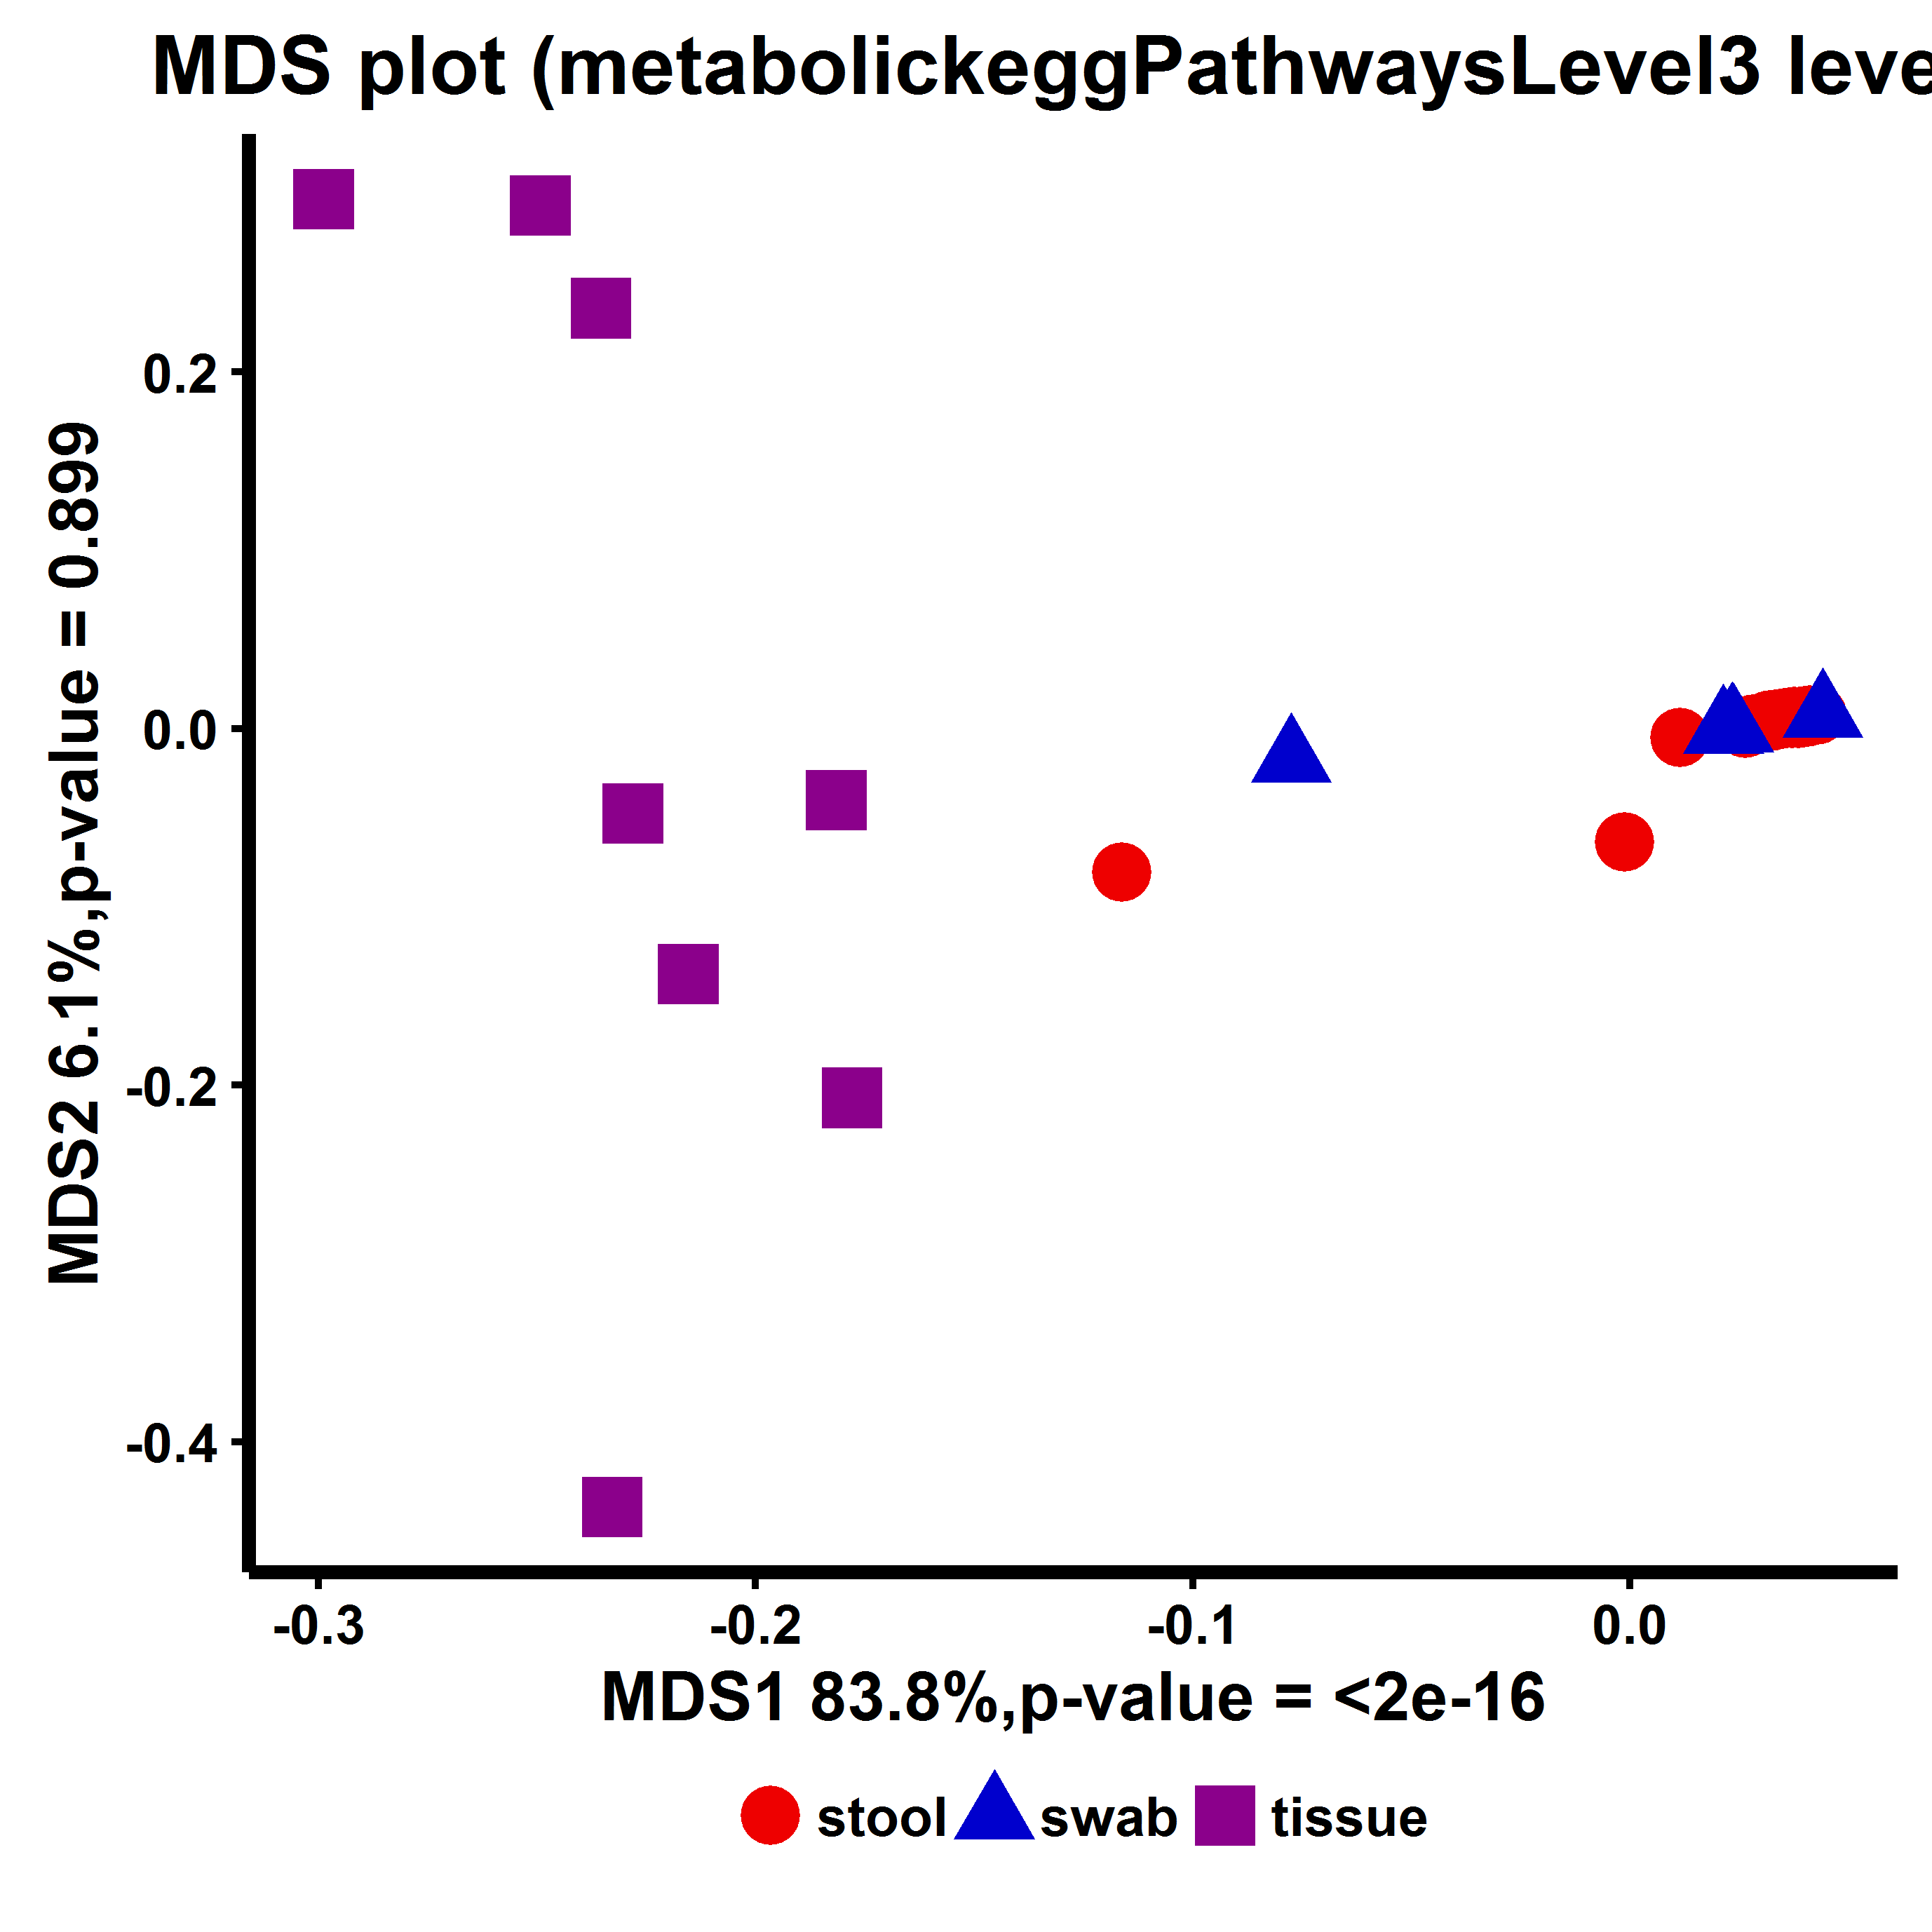 MDS plot (metabolickeggPathwaysLevel3 leve
MDS2 6.1%,p-value = 0.899
0.2
0.0
-0.2
-0.4
-0.3
-0.2
-0.1
0.0
MDS1 83.8%,p-value = <2e-16
stool
swab
tissue